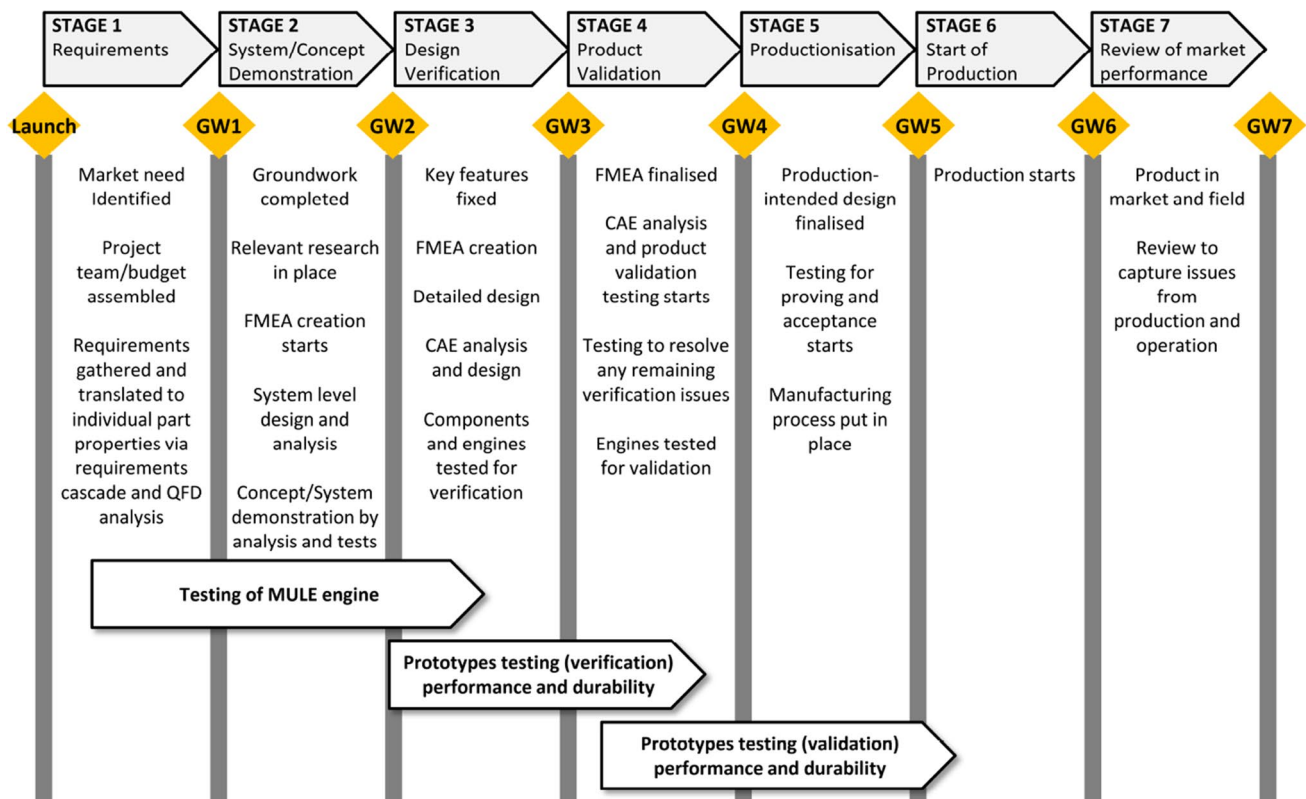 STAGE 1
Requirements
STAGE 2
System/Concept
Demonstration
STAGE 3
Design
Verification
STAGE 4
Product
Validation
STAGE 5
Productionisation
STAGE 6
Start of
Production
STAGE 7
Review of market
performance
Launch
GW1
GW2
GW3
GW4
GW5
GW6
GW7
Market need
Identified
Project
team/budget
assembled
Requirements
gathered and
translated to
individual part
properties via
requirements
cascade and QFD
analysis
Groundwork
completed
Relevant research
in place
FMEA creation
starts
System level
design and
analysis
Concept/System
demonstration by
analysis and tests
Key features
fixed
FMEA creation
Detailed design
CAE analysis
and design
Components
and engines
tested for
verification
FMEA finalised
CAE analysis
and product
validation
testing starts
Testing to resolve
any remaining
verification issues
Engines tested
for validation
Production-
intended design
finalised
Testing for
proving and
acceptance
starts
Manufacturing
process put in
place
Production starts
Product in
market and field
Review to
capture issues
from
production and
operation
Testing of MULE engine
Prototypes testing (verification)
performance and durability
Prototypes testing (validation)
performance and durability